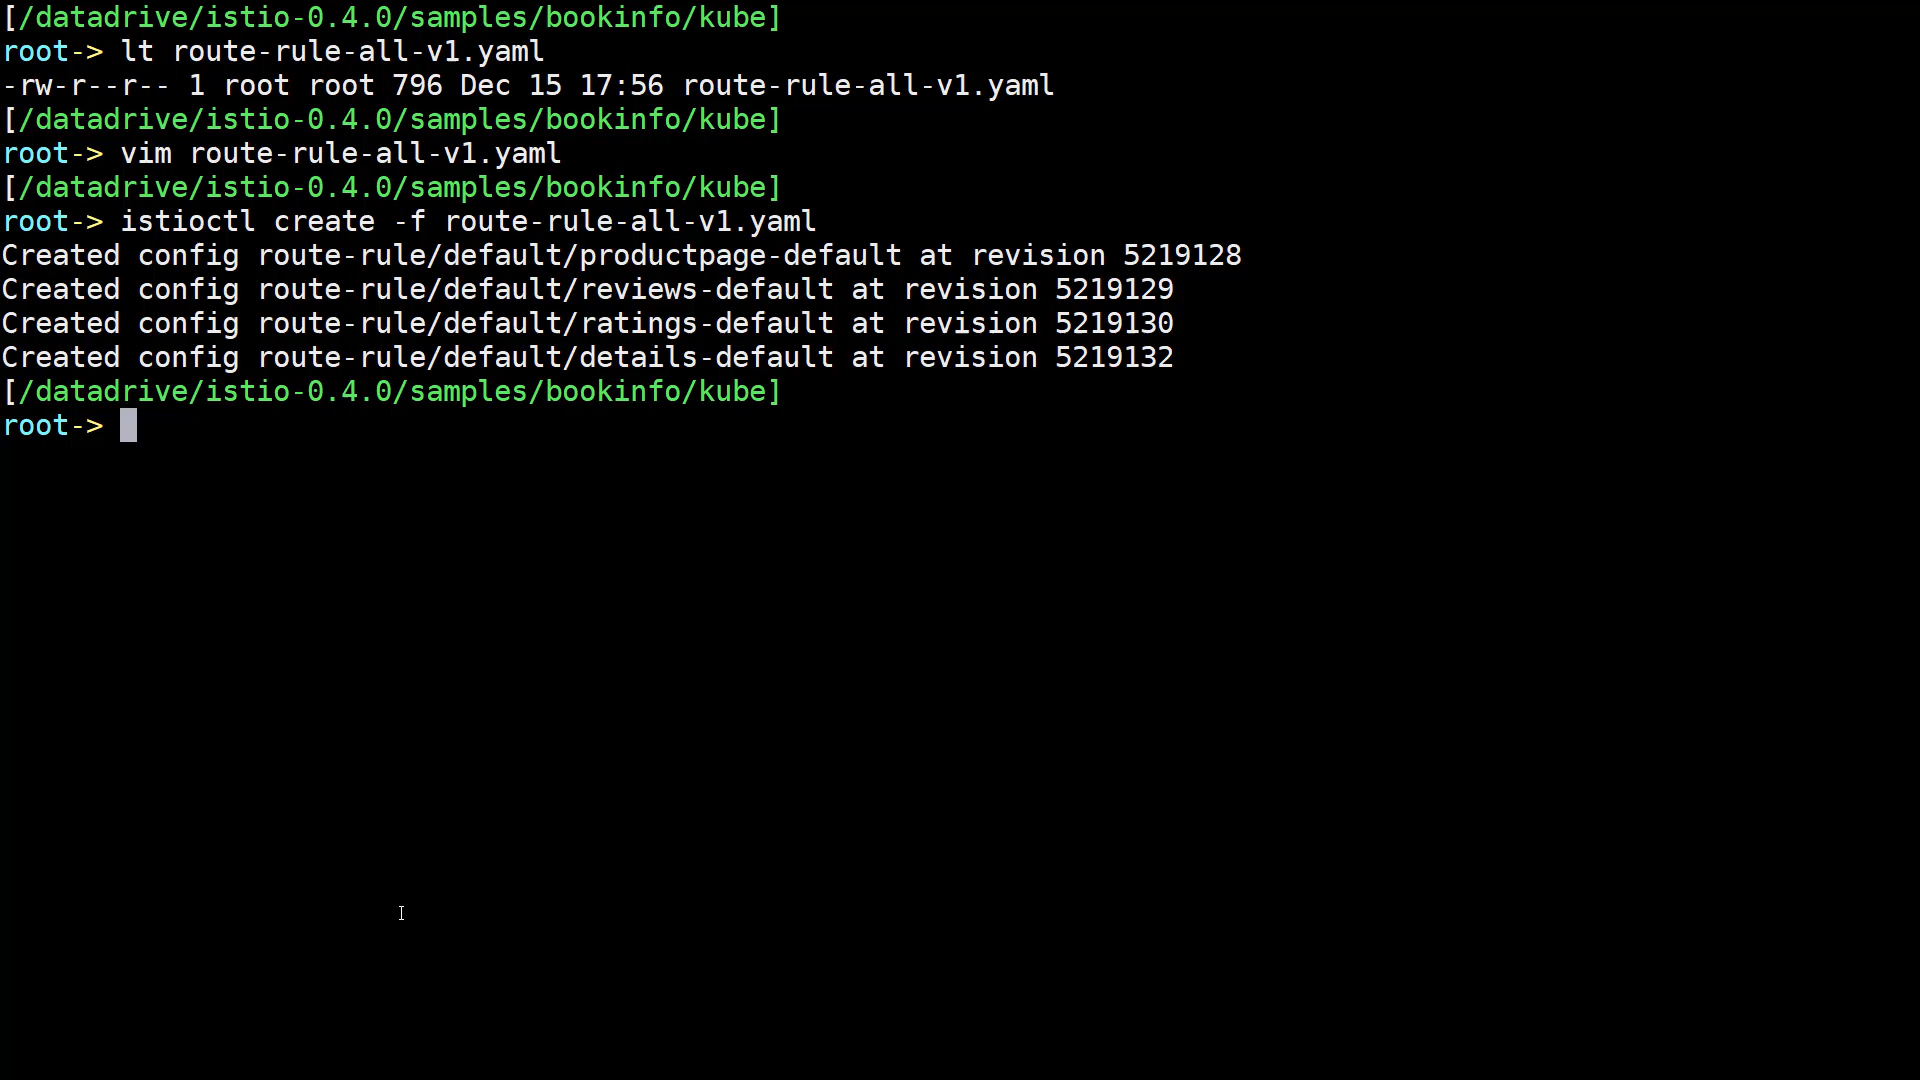 [/datadrive/istio-0.4.0/samples/bookinfo/kube]
root-> lt route-rule-all-v1.yaml
-rw-r--r-- 1 root root 796 Dec 15 17:56 route-rule-all-v1.yaml
[/datadrive/istio-0.4.0/samples/bookinfo/kube]
root-> vim route-rule-all-v1.yaml
[/datadrive/istio-0.4.0/samples/bookinfo/kube]
root-> istioctl create -f route-rule-all-v1.yaml
Created config route-rule/default/productpage-default at revision 5219128
Created config route-rule/default/reviews-default at revision 5219129
Created config route-rule/default/ratings-default at revision 5219130
Created config route-rule/default/details-default at revision 5219132
[/datadrive/istio-0.4.0/samples/bookinfo/kube]
root->